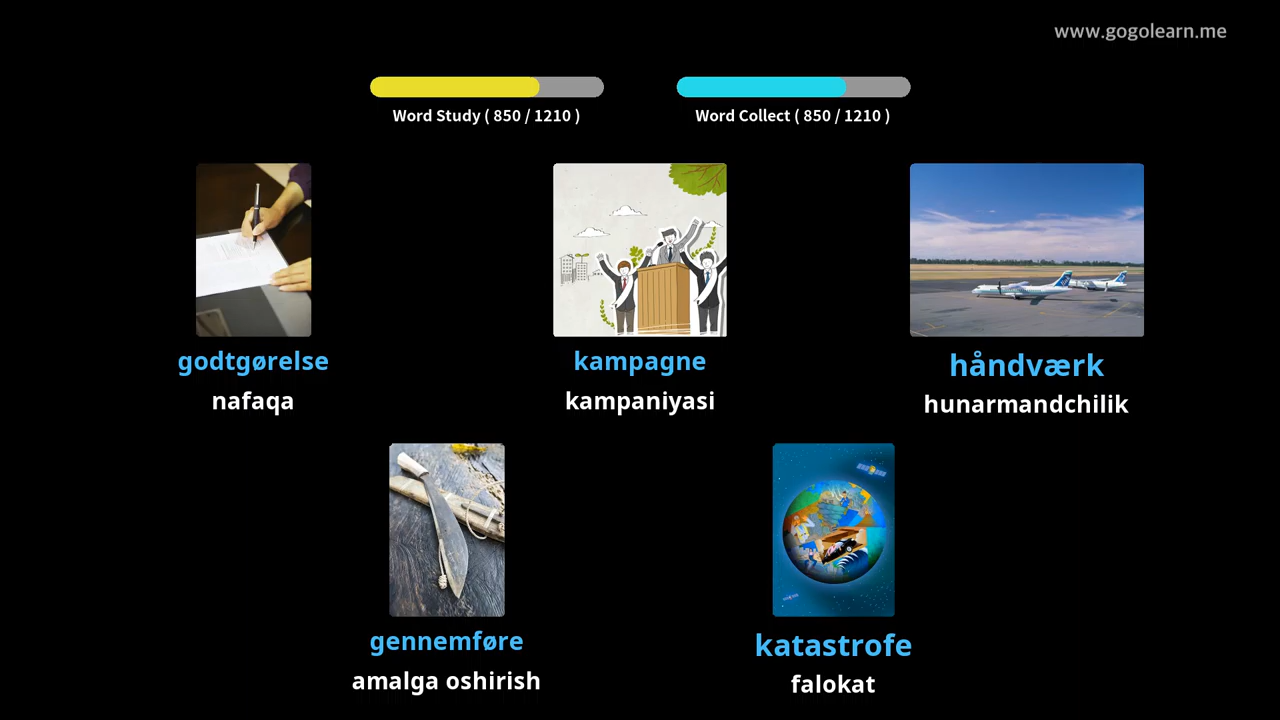 www.gogolearn.me
Word Study ( 850 / 1210 )
Word Collect ( 850 / 1210 )
godtgørelse
nafaqa
kampagne
kampaniyasi
håndværk
hunarmandchilik
gennemføre
amalga oshirish
katastrofe
falokat